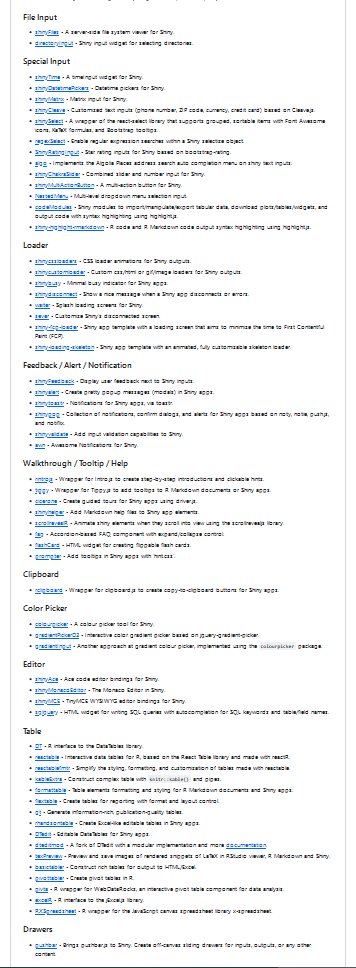 File Input
shinyFiles - A server-side file system viewer for Shiny.
directoryInput - Shiny input widget for selecting directories.
Special Input
shinyTime - A timeInput widget for Shiny.
shinyDatetimePickers - Datetime pickers for Shiny.
shinyMatrix - Matrix input for Shiny.
shinyCleave - Customized text inputs (phone number, ZIP code, currency, credit card) based on Cleavejs.
shinySelect - A wrapper of the react-select library that supports grouped, sortable items with Font Awesome
icons, KaTeX formulas, and Bootstrap tooltips.
regexSelect - Enable regular expression searches within a Shiny selectize object.
ShinyRatingInput - Star rating inputs for Shiny based on bootstrap-rating.
algo - Implements the Algolia Places address search auto completion menu on shiny text inputs.
shinyChakraSlider - Combined slider and number input for Shiny.
shinyMultiActionButton - A multi-action button for Shiny.
NestedMenu - Multi-level dropdown menu selection input.
codeModules - Shiny modules to import/manipulate/export tabular data, download plots/tables/widgets, and
output code with syntax highlighting using highlightjs.
shiny-highlight-markdown - R code and R Markdown code output syntax highlighting using highlightjs.
Loader
shinycssloaders - CSS loader animations for Shiny outputs.
shinycustomloader - Custom css/html or gif/image loaders for Shiny outputs.
shinybusy - Minimal busy indicator for Shiny apps.
shinydisconnect - Show a nice message when a Shiny app disconnects or errors.
waiter - Splash loading screens for Shiny.
sever - Customise Shiny's disconnected screen.
shiny-fcp-loader - Shiny app template with a loading screen that aims to minimise the time to First Contentful
Paint (FCP).
shiny-loading-skeleton - Shiny app template with an animated, fully customisable skeleton loader.
Feedback / Alert / Notification
shinyFeedback - Display user feedback next to Shiny inputs.
shinyalert - Create pretty popup messages (modals) in Shiny apps.
shinytoastr - Notifications for Shiny apps, via toastr.
shinypop - Collection of notifications, confirm dialogs, and alerts for Shiny apps based on noty, notie, pushjs,
and notiflix.
shinyvalidate - Add input validation capabilities to Shiny.
awn - Awesome Notifications for Shiny.
Walkthrough / Tooltip / Help
rintrojs - Wrapper for Introjs to create step-by-step introductions and clickable hints.
tippy - Wrapper for Tippyjs to add tooltips to R Markdown documents or Shiny apps.
cicerone - Create guided tours for Shiny apps using driverjs.
shinyhelper - Add Markdown help files to Shiny app elements.
scrollrevealR - Animate shiny elements when they scroll into view using the scrollrevealjs library.
faq - Accordion-based FAQ component with expand/collapse control.
flashCard - HTML widget for creating flippable flash cards.
prompter - Add tooltips in Shiny apps with 'hint.css'.
Clipboard
rclipboard - Wrapper for clipboardjs to create copy-to-clipboard buttons for Shiny apps.
Color Picker
colourpicker - A colour picker tool for Shiny.
gradientPickerD3 - Interactive color gradient picker based on jquery-gradient-picker.
gradientInput - Another approach at gradient colour picker, implemented using the colourpicker package.
Editor
shinyAce - Ace code editor bindings for Shiny.
shinyMonacoEditor - The Monaco Editor in Shiny.
shinyMCE - TinyMCE WYSIWYG editor bindings for Shiny.
sqlquery - HTML widget for writing SQL queries with autocompletion for SQL keywords and table/field names.
Table
DT - R interface to the DataTables library.
reactable - Interactive data tables for R, based on the React Table library and made with reactR.
reactablefmtr - Simplify the styling, formatting, and customization of tables made with reactable.
kableExtra - Construct complex table with knitr::kable() and pipes.
formattable - Table elements formatting and styling for R Markdown documents and Shiny apps.
flextable - Create tables for reporting with format and layout control.
gt - Generate information-rich, publication-quality tables.
rhandsontable - Create Excel-like editable tables in Shiny apps.
DTedit - Editable DataTables for Shiny apps.
dteditmod - A fork of DTedit with a modular implementation and more documentation.
texPreview - Preview and save images of rendered snippets of LaTeX in RStudio viewer, R Markdown and Shiny.
basictabler - Construct rich tables for output to HTML/Excel.
pivottabler - Create pivot tables in R.
pivta - R wrapper for WebDataRocks, an interactive pivot table component for data analysis.
excelR - R interface to the jExceljs library.
RXSpreadsheet - R wrapper for the JavaScript canvas spreadsheet library x-spreadsheet.
Drawers
pushbar - Brings pushbarjs to Shiny. Create off-canvas sliding drawers for inputs, outputs, or any other
content.